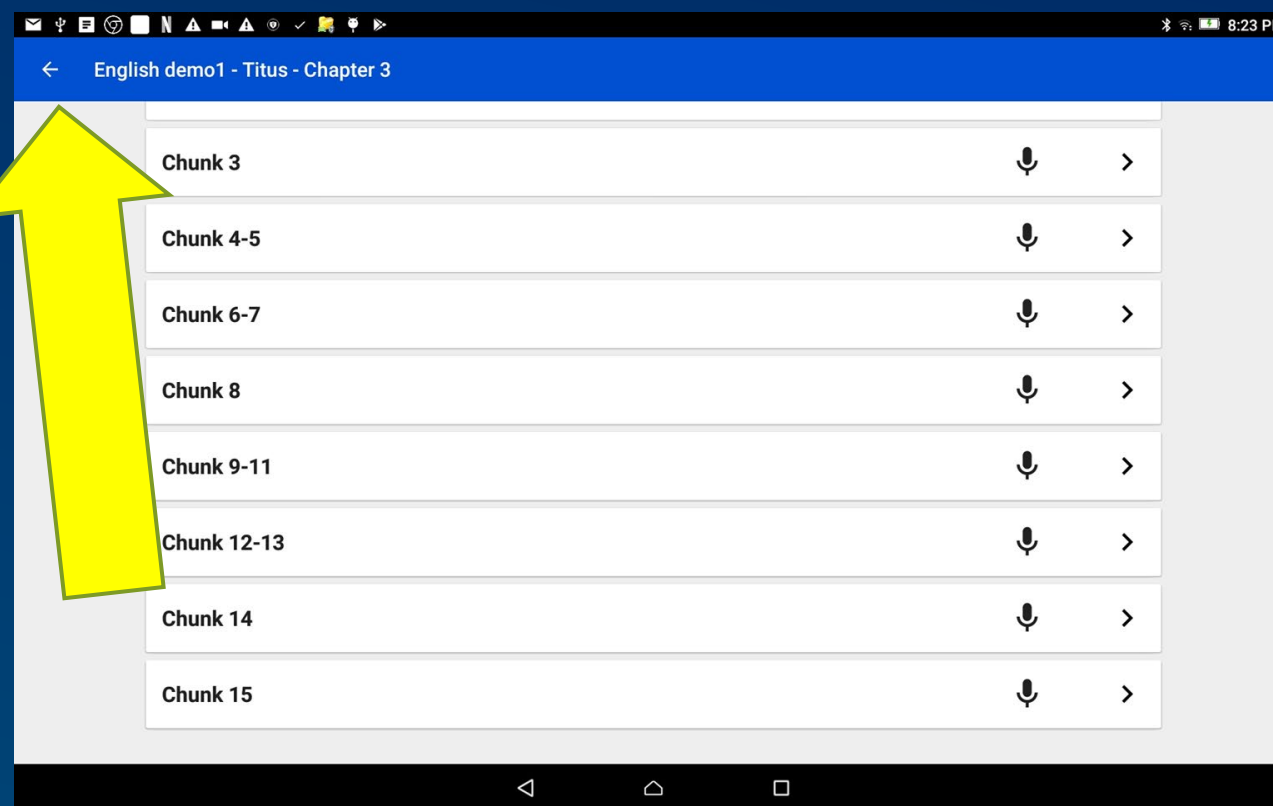 8:23 P
English demo1 - Titus - Chapter 3
Chunk 3
Chunk 4-5
Chunk 6-7
Chunk 8
Chunk 9-11
Chunk 12-13
Chunk 14
Chunk 15